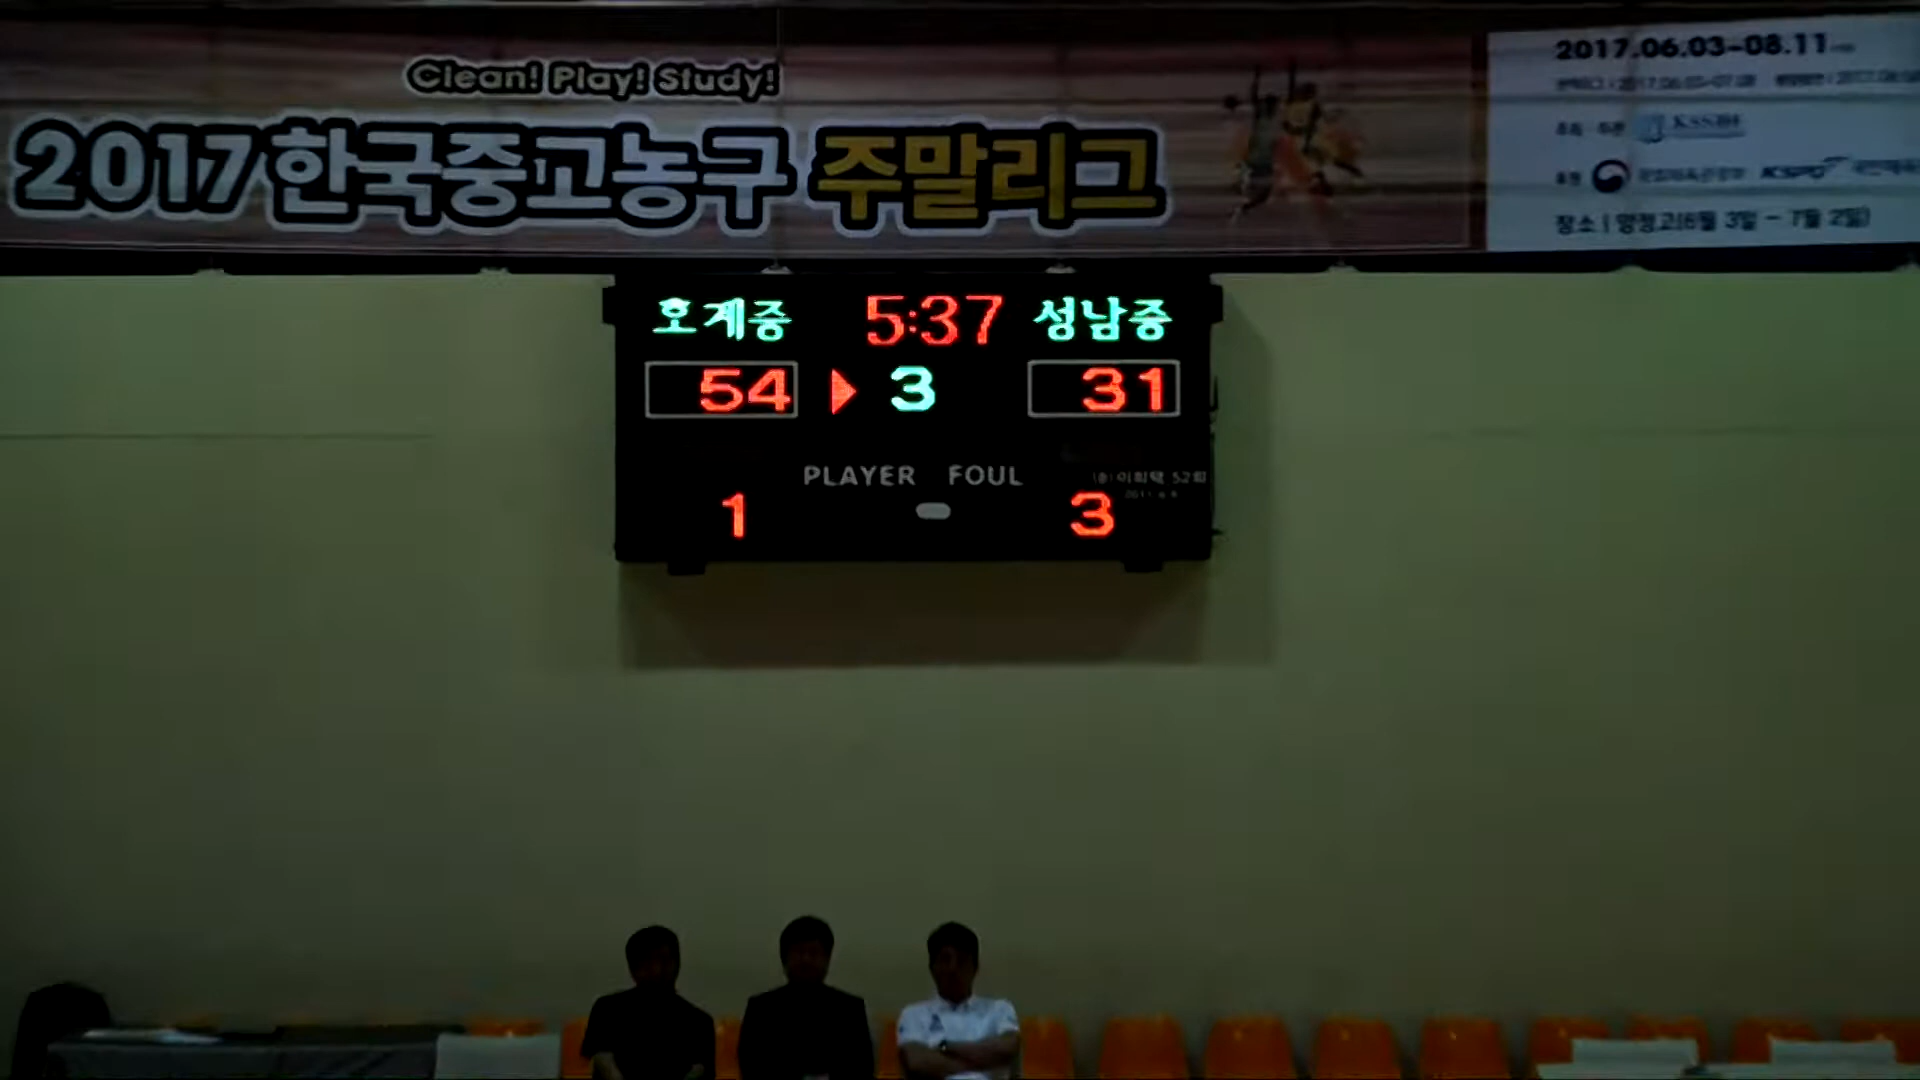 Clean! Play! Study!
2017 한국중고농구 주말리그
2017.06.03-08.11
KSSBF
KSPO
장소 | 양정고(6월 3일 - 7월 2일)
호계중 5:37 성남중
54 3 31
PLAYER FOUL
1 3